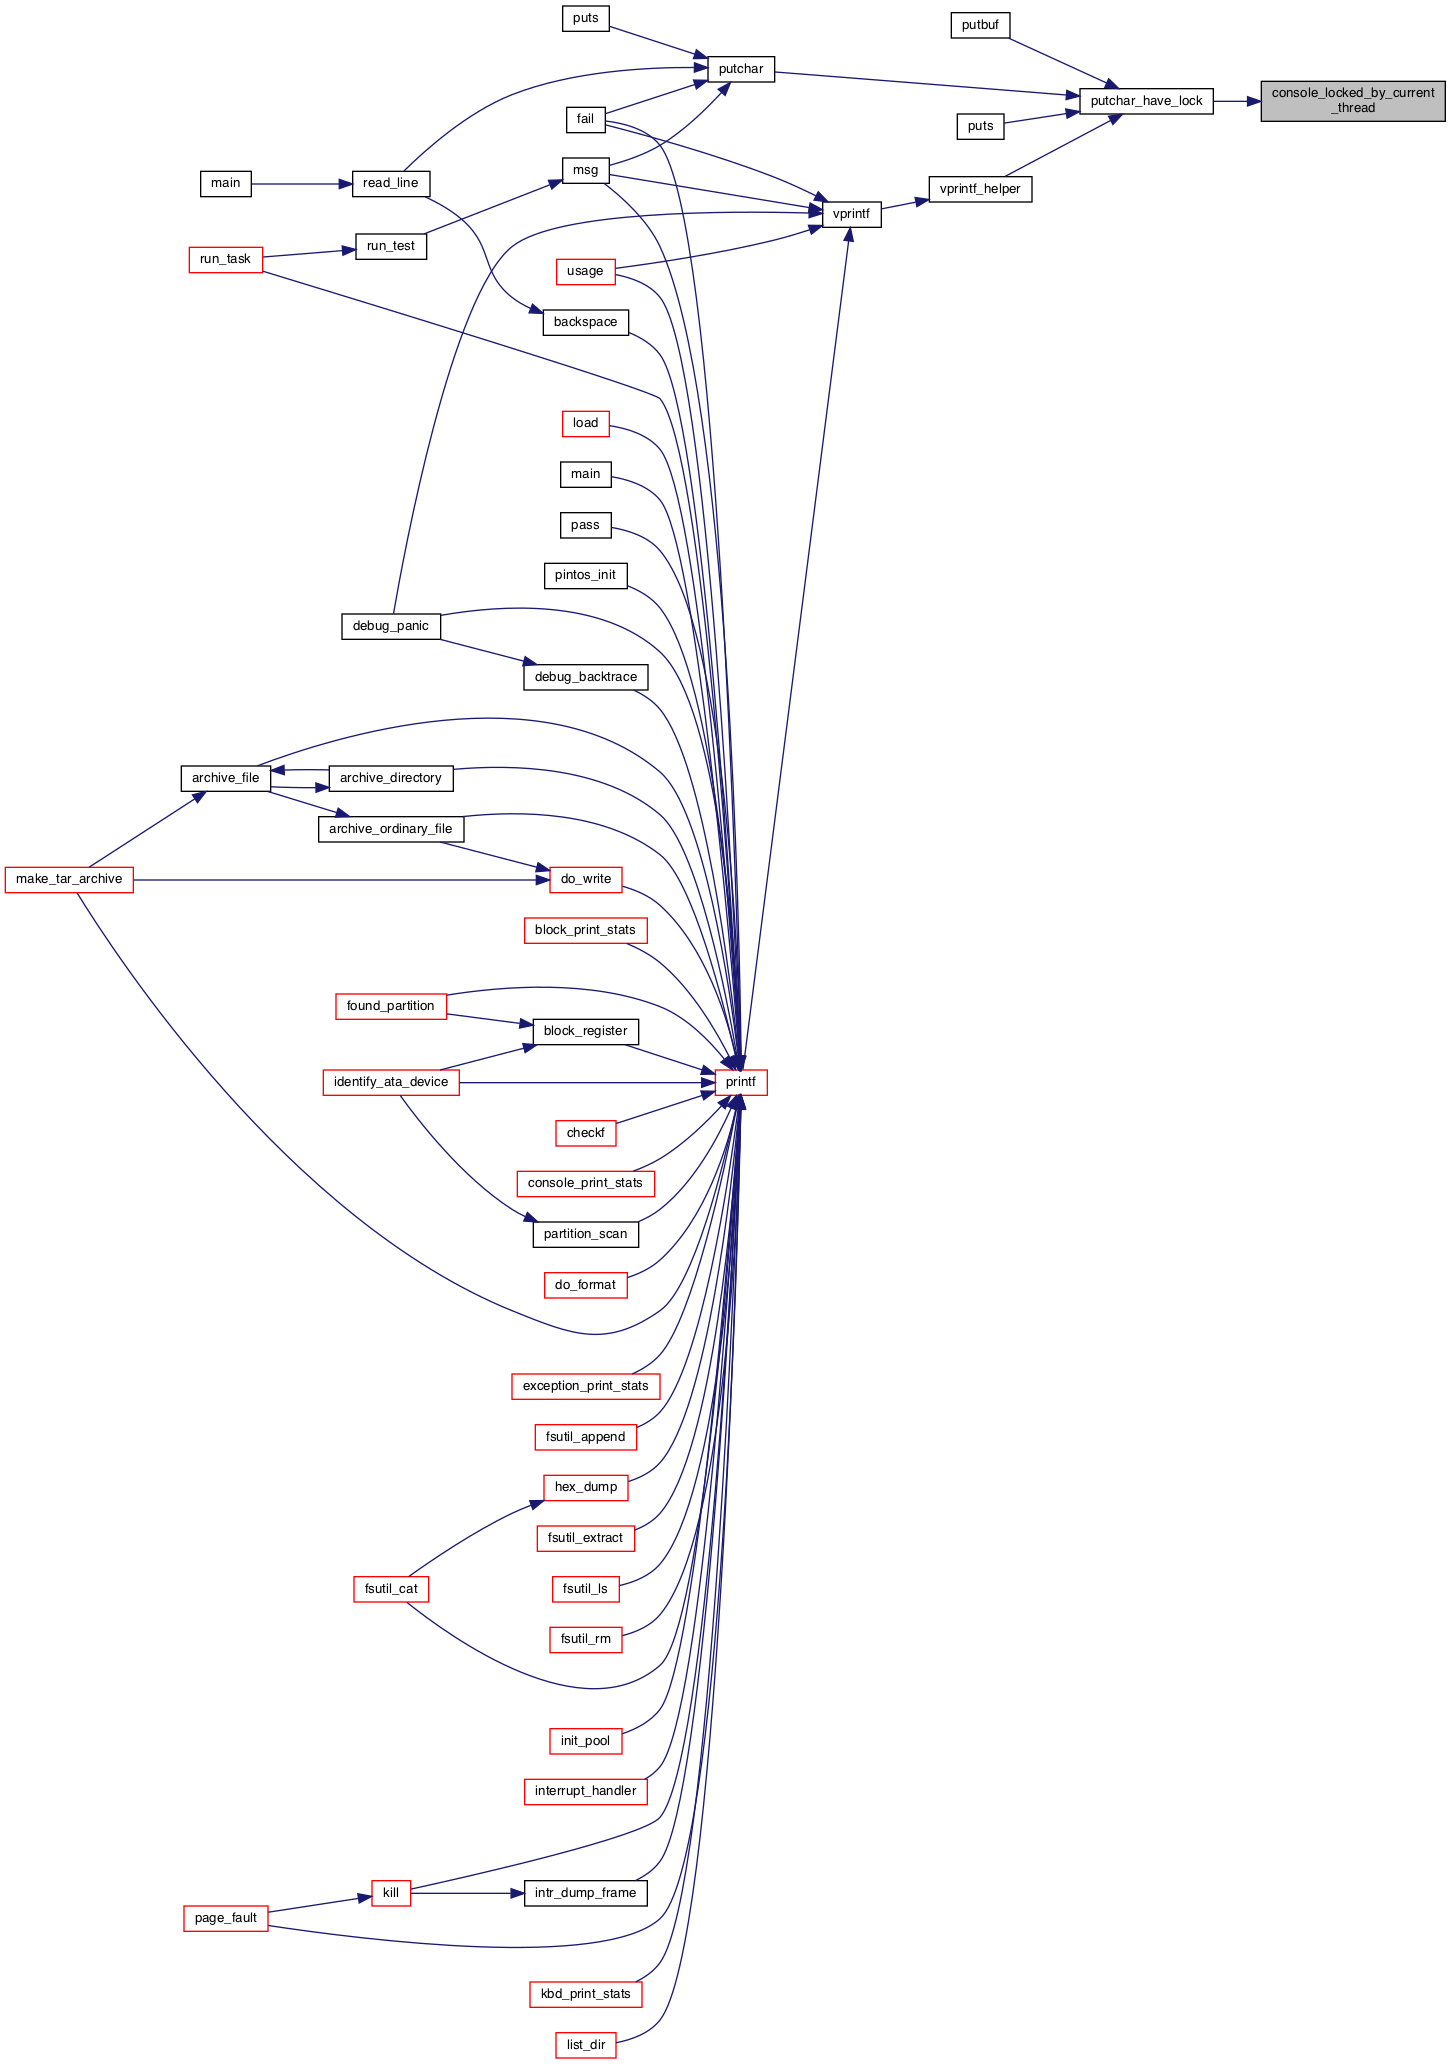 puts
putbuf
putchar
console_locked_by_current
_thread
putchar_have_lock
fail
puts
msg
main
read_line
vprintf_helper
vprintf
run_test
run_task
usage
backspace
load
main
pass
pintos_init
debug_panic
debug_backtrace
archive_file
archive_directory
archive_ordinary_file
make_tar_archive
do_write
block_print_stats
found_partition
block_register
identify_ata_device
printf
checkf
console_print_stats
partition_scan
do_format
exception_print_stats
fsutil_append
hex_dump
fsutil_extract
fsutil_cat
fsutil_ls
fsutil_rm
init_pool
interrupt_handler
kill
intr_dump_frame
page_fault
kbd_print_stats
list_dir